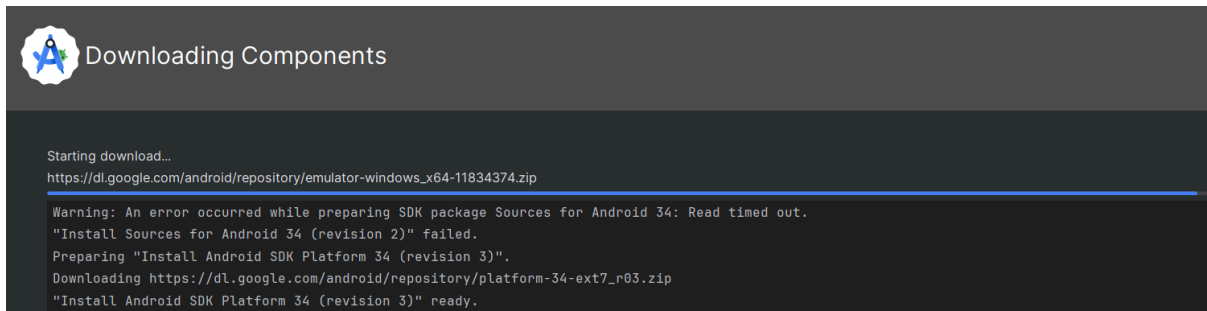 Downloading Components
Starting download...
https://dl.google.com/android/repository/emulator-windows_x64-11834374.zip
Warning: An error occurred while preparing SDK package Sources for Android 34: Read timed out.
"Install Sources for Android 34 (revision 2)" failed.
Preparing "Install Android SDK Platform 34 (revision 3)".
Downloading https://dl.google.com/android/repository/platform-34-ext7_r03.zip
"Install Android SDK Platform 34 (revision 3)" ready.